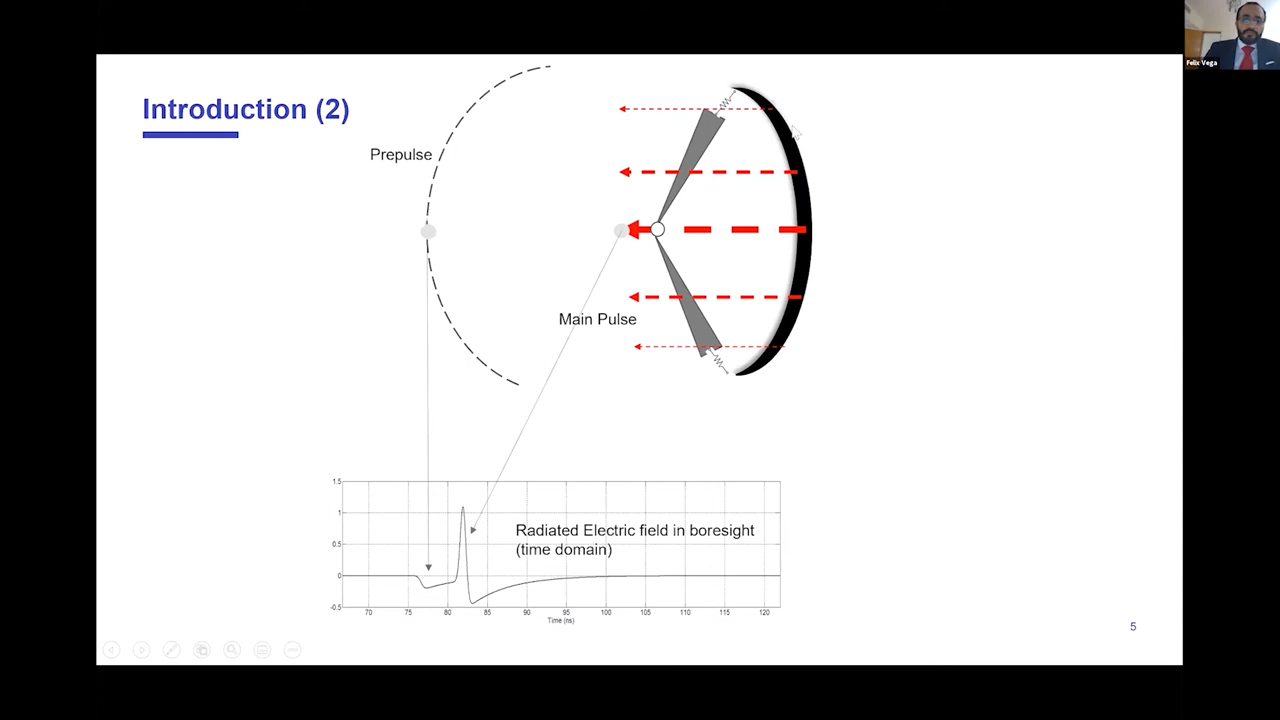 Felix Vega
Introduction (2)
Prepulse
Main Pulse
Radiated Electric field in boresight
(time domain)
1.5
1
0.5
0
-0.5
70 75 80 85 90 95 100 105 110 115 120
Time (ns)
5